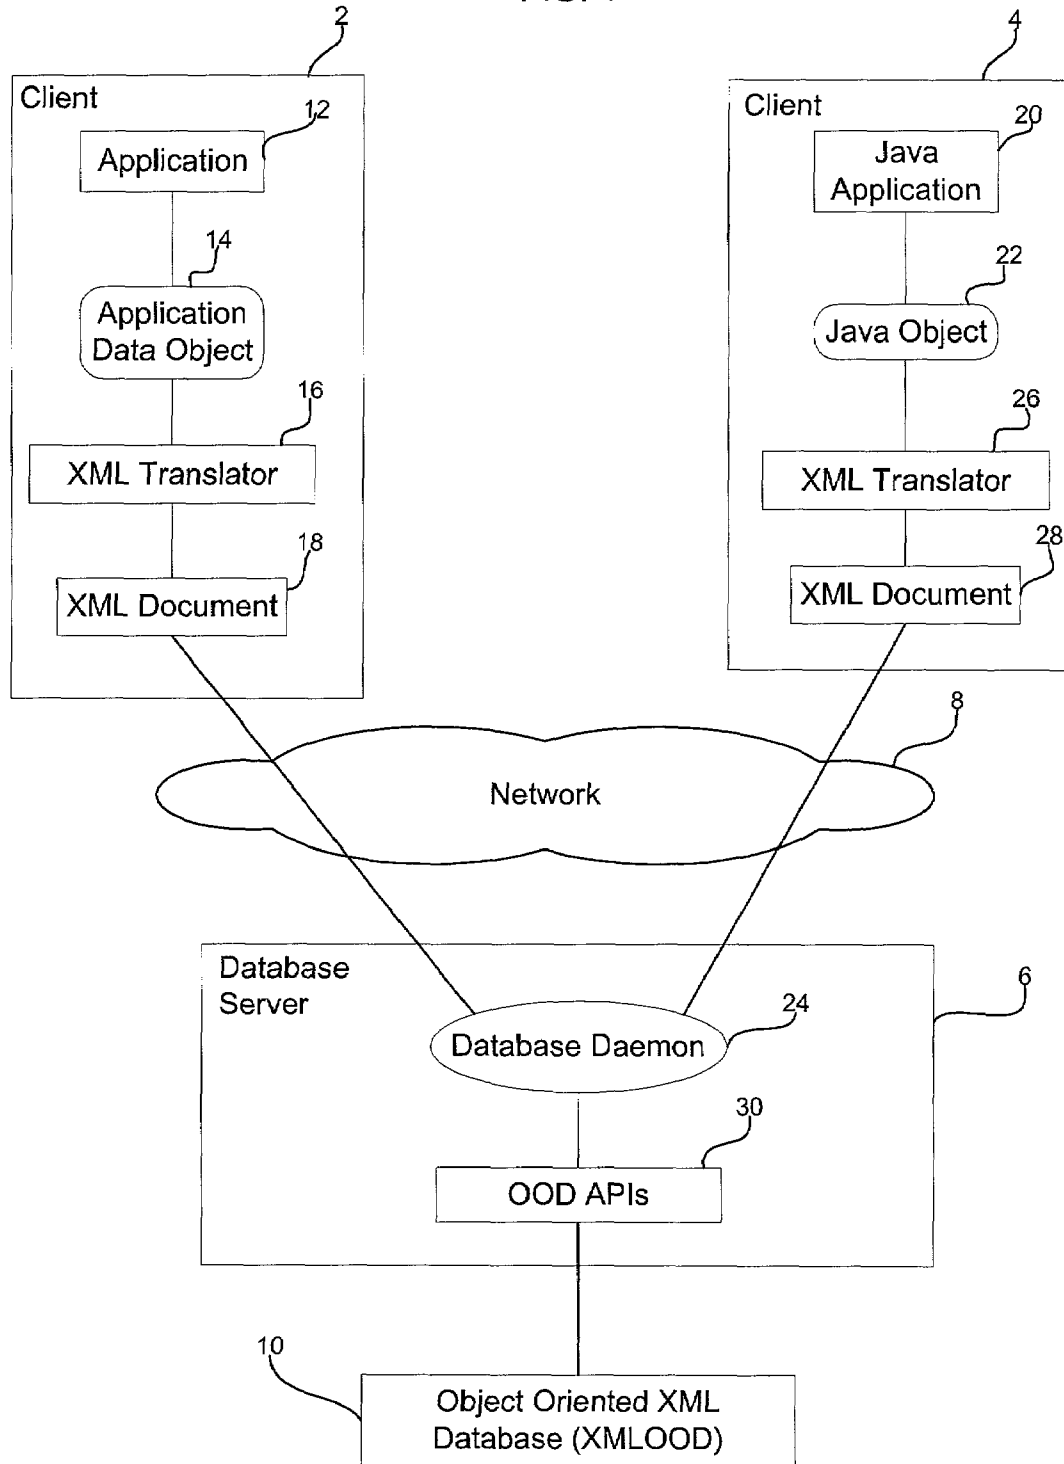 2
4
Client
12
Application
14
Application
Data Object
16
XML Translator
18
XML Document
Client
20
Java
Application
22
Java Object
26
XML Translator
28
XML Document
8
Network
Database
Server
6
24
Database Daemon
30
OOD APIs
10
Object Oriented XML
Database (XMLOOD)